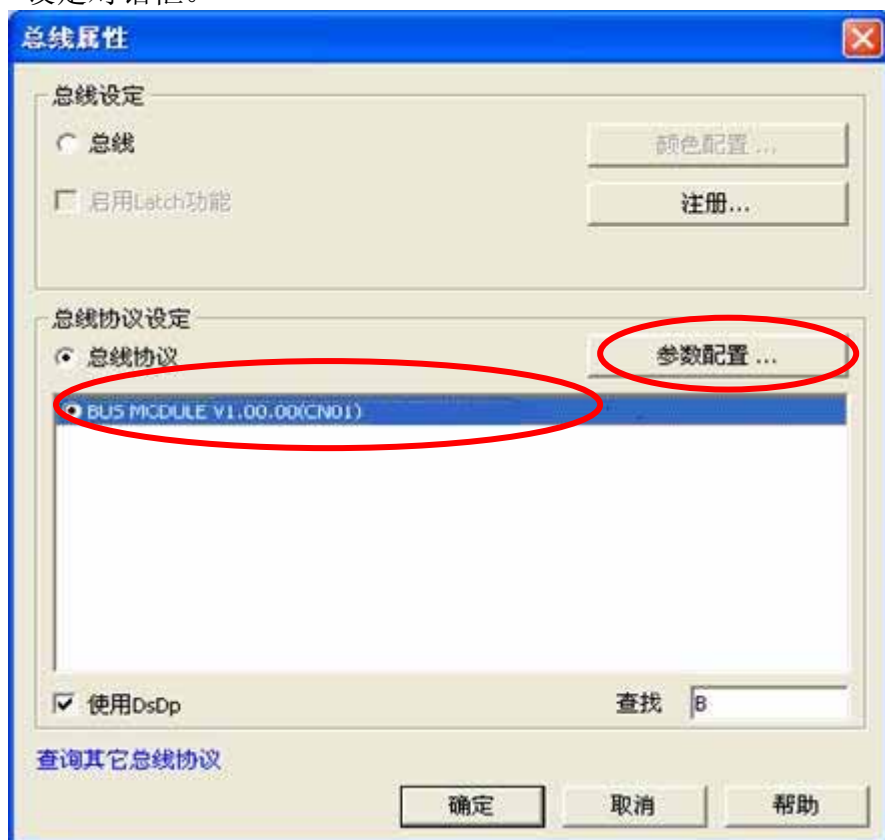 总线属性
总线设定
总线
颜色配置 ...
启用Latch功能
注册...
总线协议设定
总线协议
参数配置 ...
BUS MODULE V1.00.00(CN01)
使用DsDp
查找 B
查询其它总线协议
确定 取消 帮助